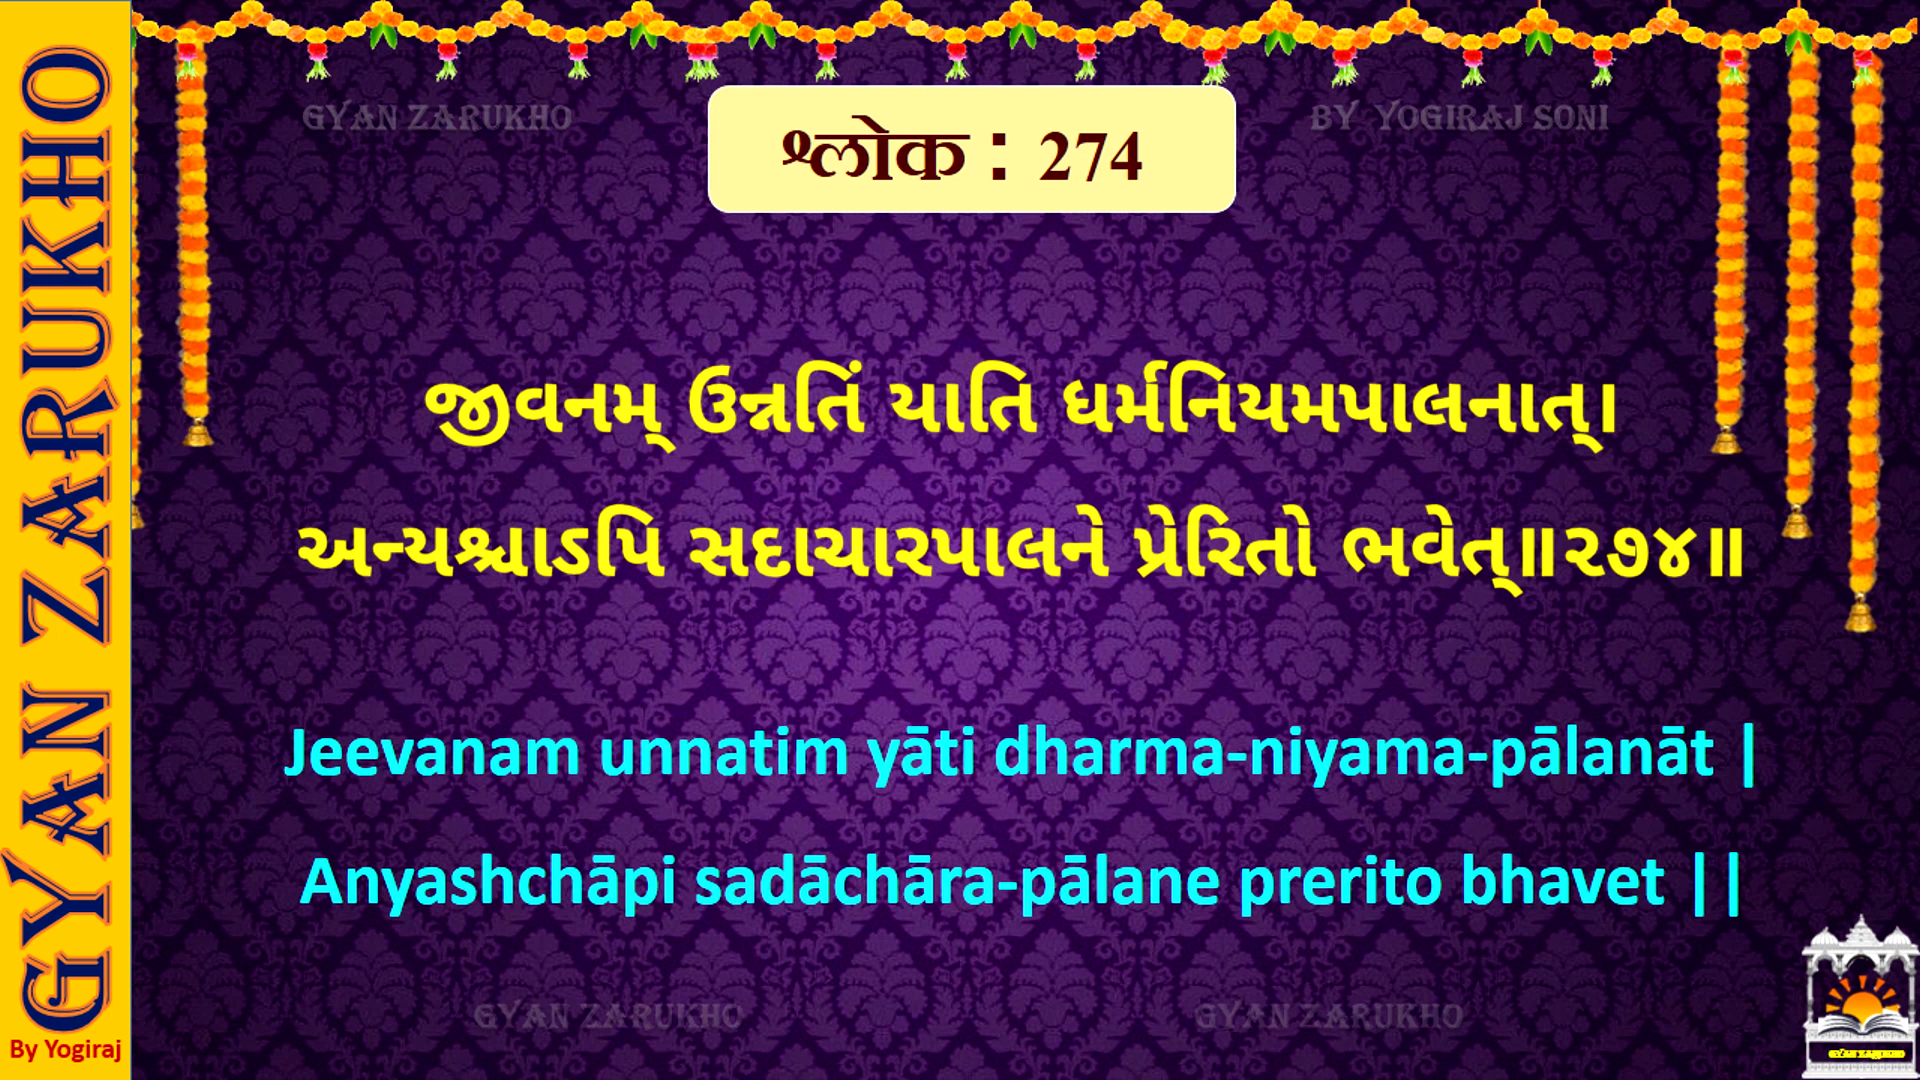 GYAN ZARUKHO
By Yogiraj
GYAN ZARUKHO
BY YOGIRAJ SONI
श्लोक : 274
જીવનમ્ ઉન્નતિં યાતિ ધર્મનિયમપાલનાત્।
અન્યશ્ચાઽપિ સદાચારપાલને પ્રેરિતો ભવેત્॥૨૭૪॥
Jeevanam unnatim yāti dharma-niyama-pālanāt |
Anyashchāpi sadāchāra-pālane prerito bhavet ||
GYAN ZARUKHO
GYAN ZARUKHO